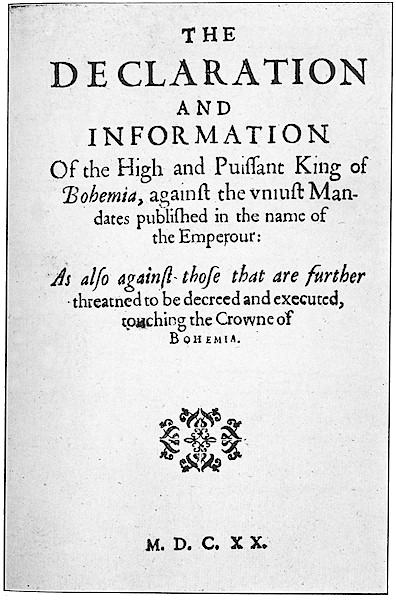 THE
DECLARATION
AND
INFORMATION
Of the High and Puiſſant King of
Bohemia, againſt the vniuſt Man-
dates publiſhed in the name of
the Emperour:
As alſo againſt thoſe that are further
threatned to be decreed and executed,
touching the Crowne of
BOHEMIA.
M. D. C. XX.